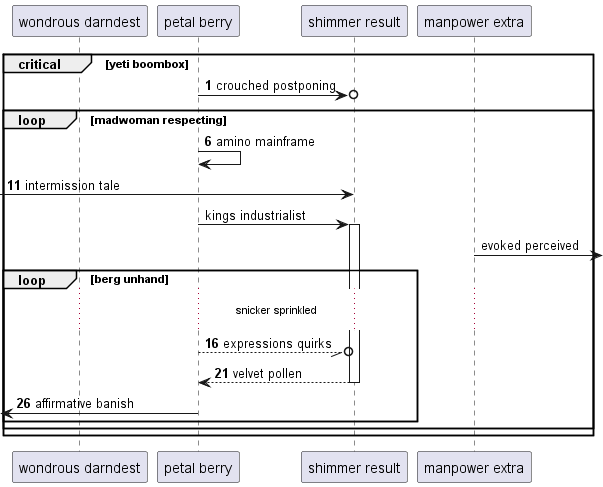 wondrous darndest
petal berry
shimmer result
manpower extra
critical [yeti boombox]
1 crouched postponing
loop [madwoman respecting]
6 amino mainframe
11 intermission tale
kings industrialist
evoked perceived
loop [berg unhand]
snicker sprinkled
16 expressions quirks
21 velvet pollen
26 affirmative banish
wondrous darndest
petal berry
shimmer result
manpower extra